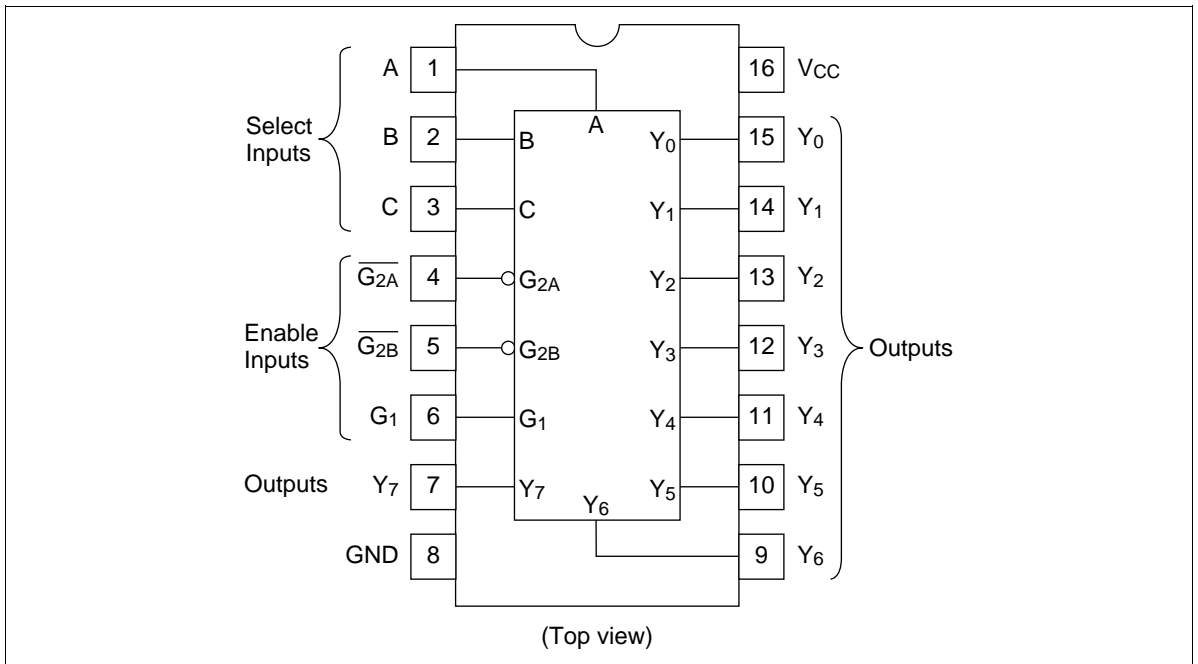 A 1 16 VCC
A
Select
Inputs
B 2 B Y0 15 Y0
C 3 C Y1 14 Y1
G2A 4 G2A Y2 13 Y2
Enable
Inputs
G2B 5 G2B Y3 12 Y3 Outputs
G1 6 G1 Y4 11 Y4
Outputs Y7 7 Y7 Y5 10 Y5
Y6
GND 8 9 Y6
(Top view)